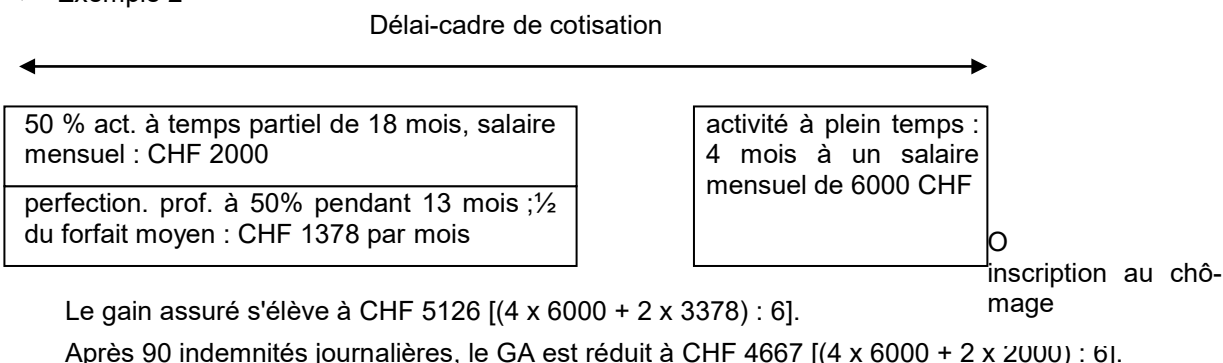 Exemple 2
Délai-cadre de cotisation
50 % act. à temps partiel de 18 mois, salaire
mensuel : CHF 2000
perfection. prof. à 50% pendant 13 mois ;½
du forfait moyen : CHF 1378 par mois
activité à plein temps :
4 mois à un salaire
mensuel de 6000 CHF
O
inscription au chô-
mage
Le gain assuré s'élève à CHF 5126 [(4 x 6000 + 2 x 3378) : 6].
Après 90 indemnités journalières, le GA est réduit à CHF 4667 [(4 x 6000 + 2 x 2000) : 6].